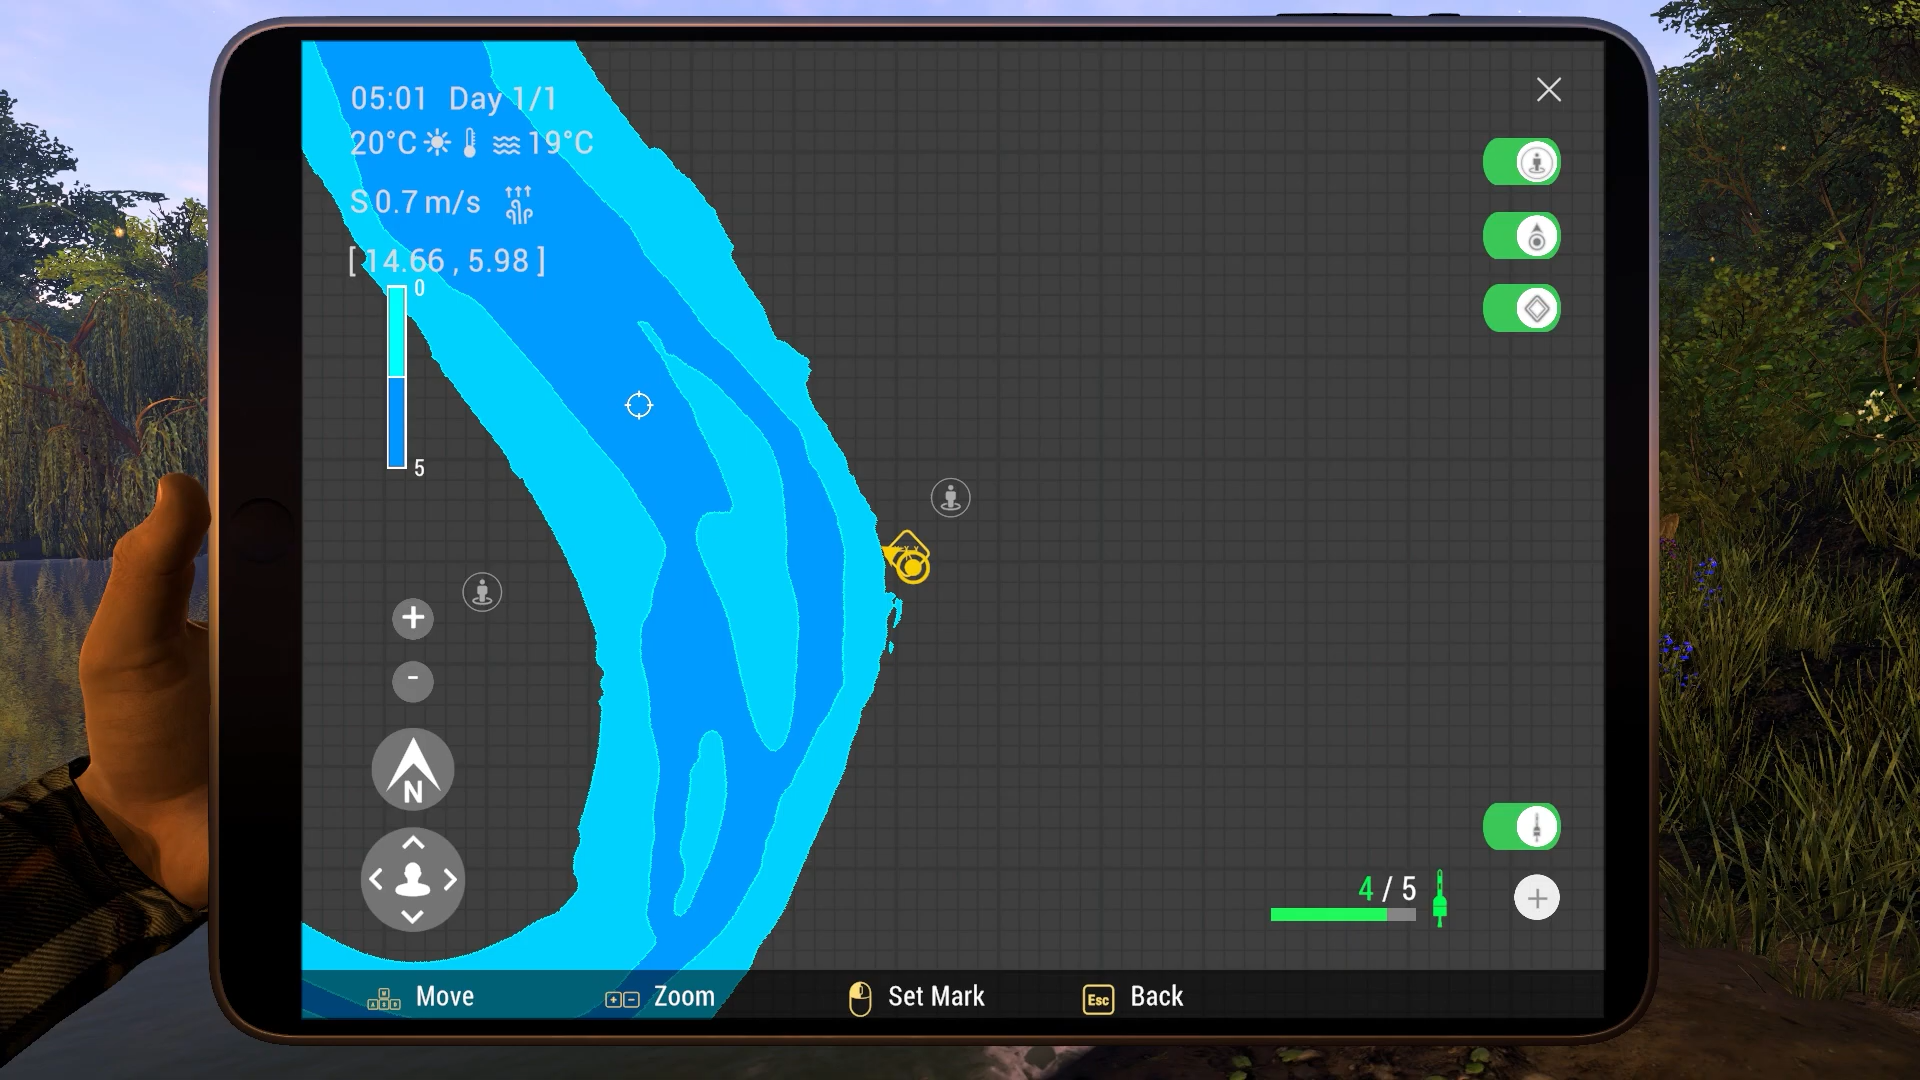 05:01 Day 1/1
20°C 19°C
S 0.7 m/s
[ 14.66 , 5.98 ]
0
5
+
-
N
4 / 5
+
Move
Zoom
Set Mark
Esc Back